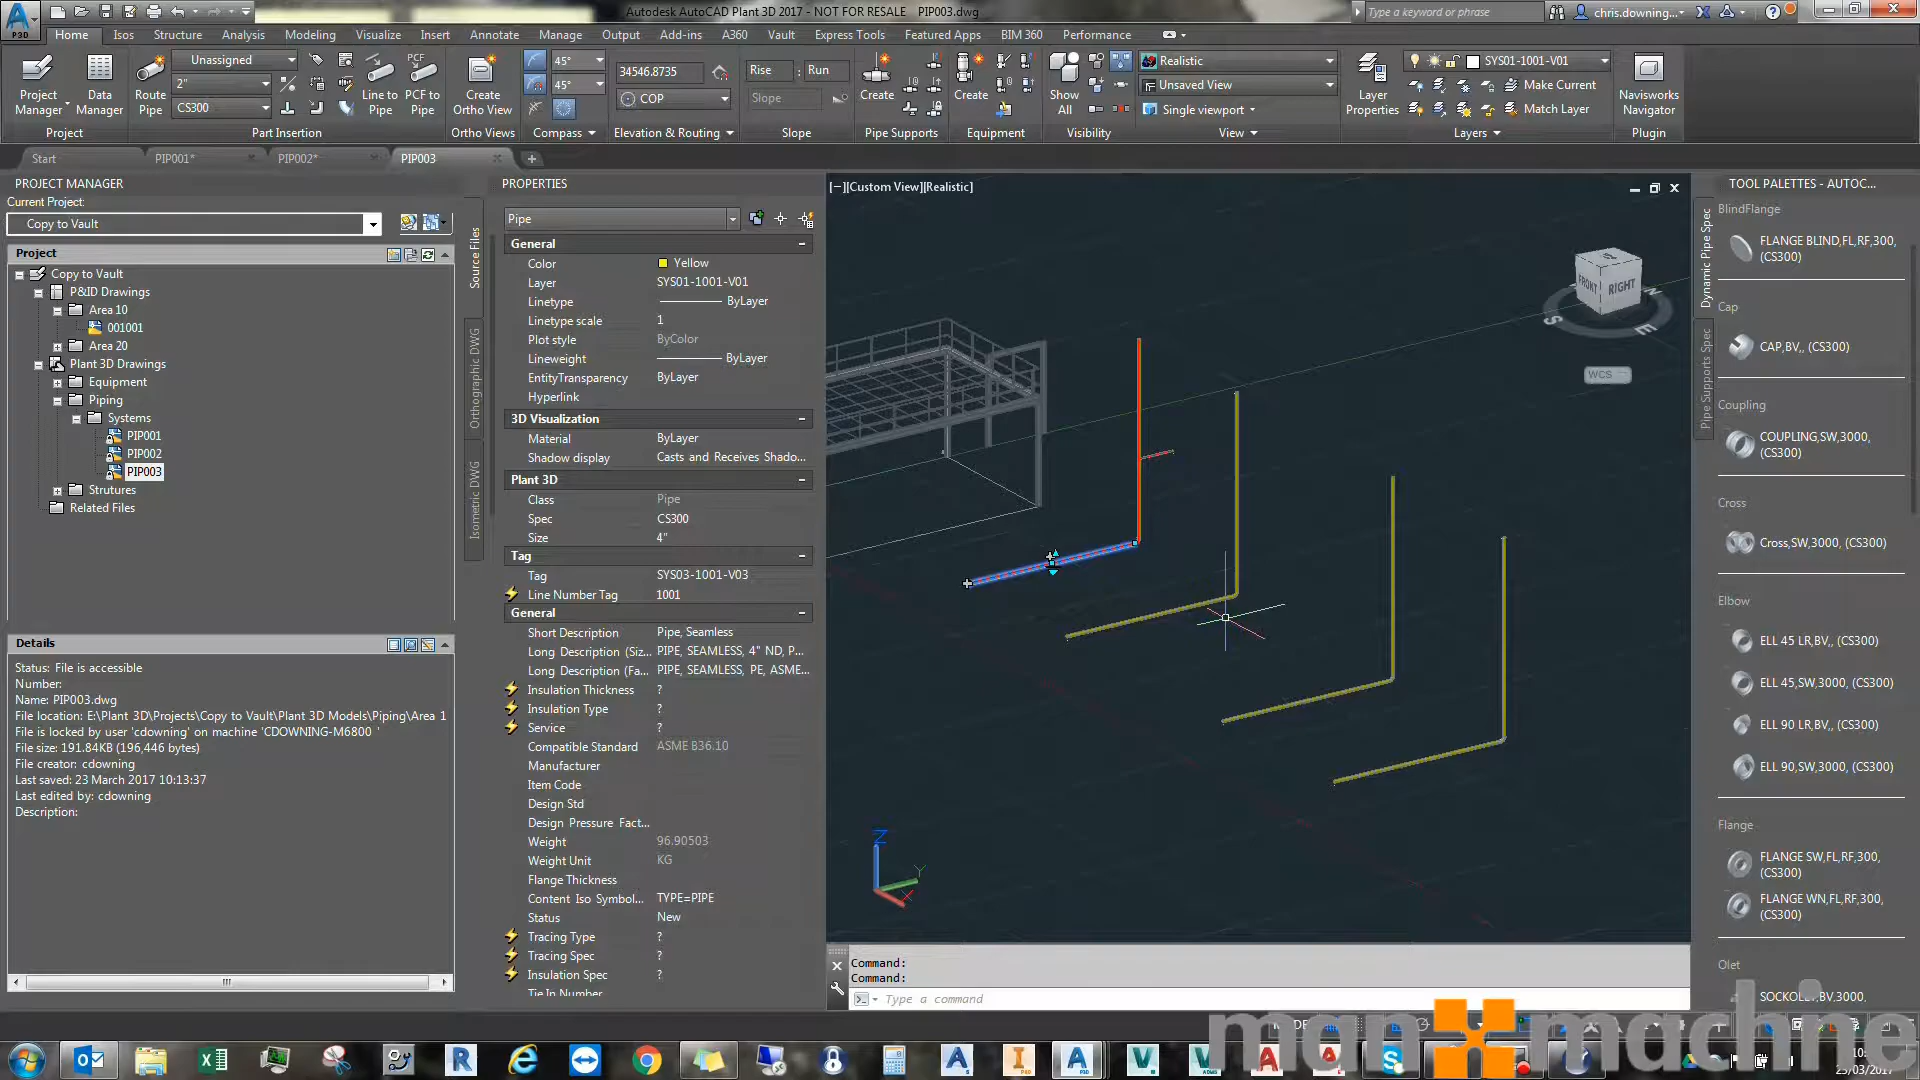 Autodesk AutoCAD Plant 3D 2017 - NOT FOR RESALE PIP003.dwg
Type a keyword or phrase
chris.downing...
P3D
Home Isos Structure Analysis Modeling Visualize Insert Annotate Manage Output Add-ins A360 Vault Express Tools Featured Apps BIM 360 Performance
Project Manager
Data Manager
Project
Route Pipe
Unassigned
2"
CS300
Line to Pipe
PCF to Pipe
Part Insertion
Create Ortho View
Ortho Views
45°
45°
Compass
34546.8735
COP
Elevation & Routing
Rise : Run
Slope
Slope
Create
Pipe Supports
Create
Equipment
Show All
Visibility
Realistic
Unsaved View
Single viewport
View
Layer Properties
SYS01-1001-V01
Make Current
Match Layer
Layers
Navisworks Navigator
Plugin
Start PIP001* PIP002* PIP003
PROJECT MANAGER
Current Project:
Copy to Vault
Project
Copy to Vault
P&ID Drawings
Area 10
001001
Area 20
Plant 3D Drawings
Equipment
Piping
Systems
PIP001
PIP002
PIP003
Strutures
Related Files
Source Files
Orthographic DWG
Isometric DWG
Details
Status: File is accessible
Number:
Name: PIP003.dwg
File location: E:\Plant 3D\Projects\Copy to Vault\Plant 3D Models\Piping\Area 1
File is locked by user 'cdowning' on machine 'CDOWNING-M6800 '
File size: 191.84KB (196,446 bytes)
File creator: cdowning
Last saved: 23 March 2017 10:13:37
Last edited by: cdowning
Description:
PROPERTIES
Pipe
General
Color Yellow
Layer SYS01-1001-V01
Linetype ByLayer
Linetype scale 1
Plot style ByColor
Lineweight ByLayer
EntityTransparency ByLayer
Hyperlink
3D Visualization
Material ByLayer
Shadow display Casts and Receives Shado...
Plant 3D
Class Pipe
Spec CS300
Size 4"
Tag
Tag SYS03-1001-V03
Line Number Tag 1001
General
Short Description Pipe, Seamless
Long Description (Siz... PIPE, SEAMLESS, 4" ND, P...
Long Description (Fa... PIPE, SEAMLESS, PE, ASME...
Insulation Thickness ?
Insulation Type ?
Service ?
Compatible Standard ASME B36.10
Manufacturer
Item Code
Design Std
Design Pressure Fact...
Weight 96.90503
Weight Unit KG
Flange Thickness
Content Iso Symbol... TYPE=PIPE
Status New
Tracing Type ?
Tracing Spec ?
Insulation Spec ?
Tie In Number
[−][Custom View][Realistic]
FRONT RIGHT
S E
WCS
Z
Y
X
Command:
Command:
Type a command
TOOL PALETTES - AUTOC...
Dynamic Pipe Spec
Pipe Supports Spec
BlindFlange
FLANGE BLIND,FL,RF,300, (CS300)
Cap
CAP,BV,, (CS300)
Coupling
COUPLING,SW,3000, (CS300)
Cross
Cross,SW,3000, (CS300)
Elbow
ELL 45 LR,BV,, (CS300)
ELL 45,SW,3000, (CS300)
ELL 90 LR,BV,, (CS300)
ELL 90,SW,3000, (CS300)
Flange
FLANGE SW,FL,RF,300, (CS300)
FLANGE WN,FL,RF,300, (CS300)
Olet
SOCKOLET,BV,3000,
man machine
23/03/2017